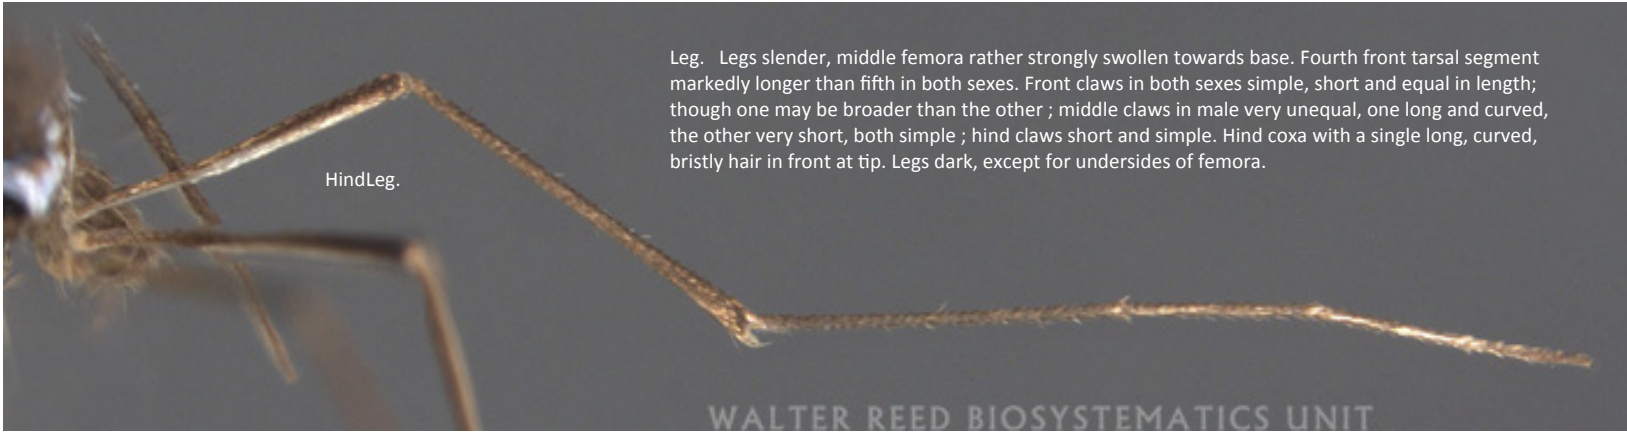 Leg. Legs slender, middle femora rather strongly swollen towards base. Fourth front tarsal segment
markedly longer than fifth in both sexes. Front claws in both sexes simple, short and equal in length;
though one may be broader than the other ; middle claws in male very unequal, one long and curved,
the other very short, both simple ; hind claws short and simple. Hind coxa with a single long, curved,
bristly hair in front at tip. Legs dark, except for undersides of femora.
HindLeg.
WALTER REED BIOSYSTEMATICS UNIT